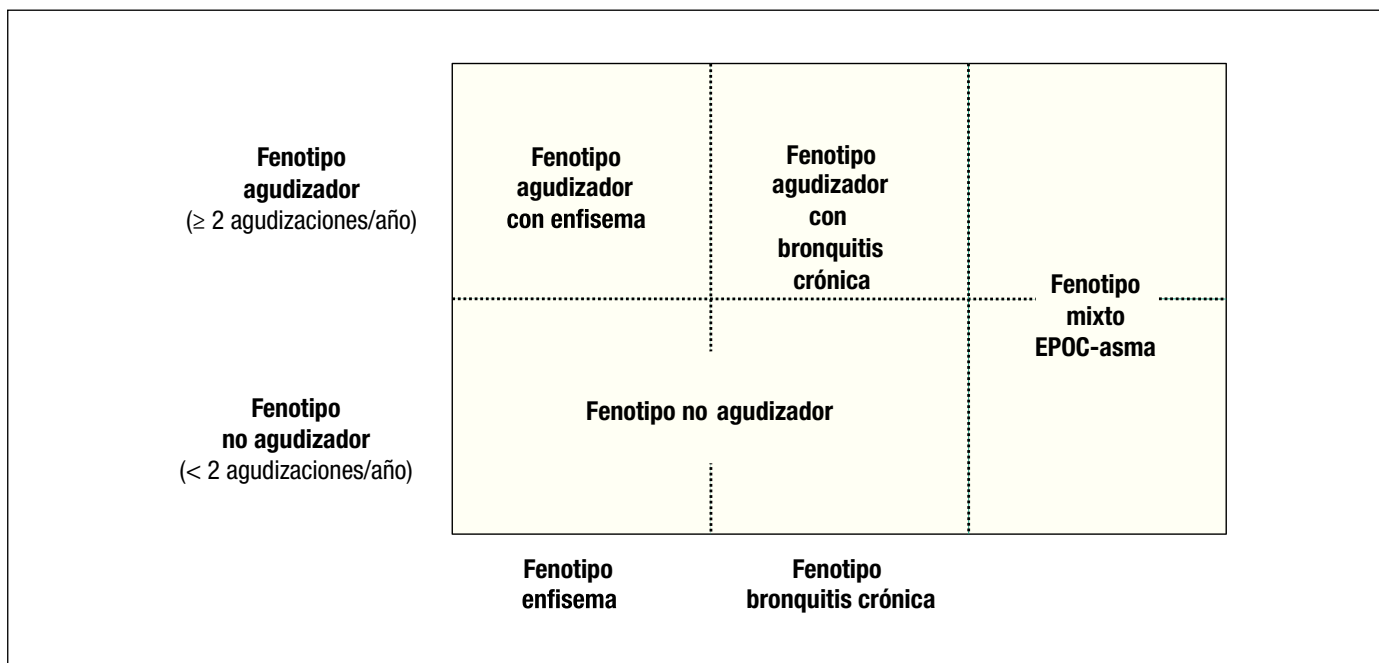 Fenotipo
agudizador
(≥ 2 agudizaciones/año)
Fenotipo
agudizador
con enfisema
Fenotipo
agudizador
con
bronquitis
crónica
Fenotipo
mixto
EPOC-asma
Fenotipo
no agudizador
(< 2 agudizaciones/año)
Fenotipo no agudizador
Fenotipo
enfisema
Fenotipo
bronquitis crónica